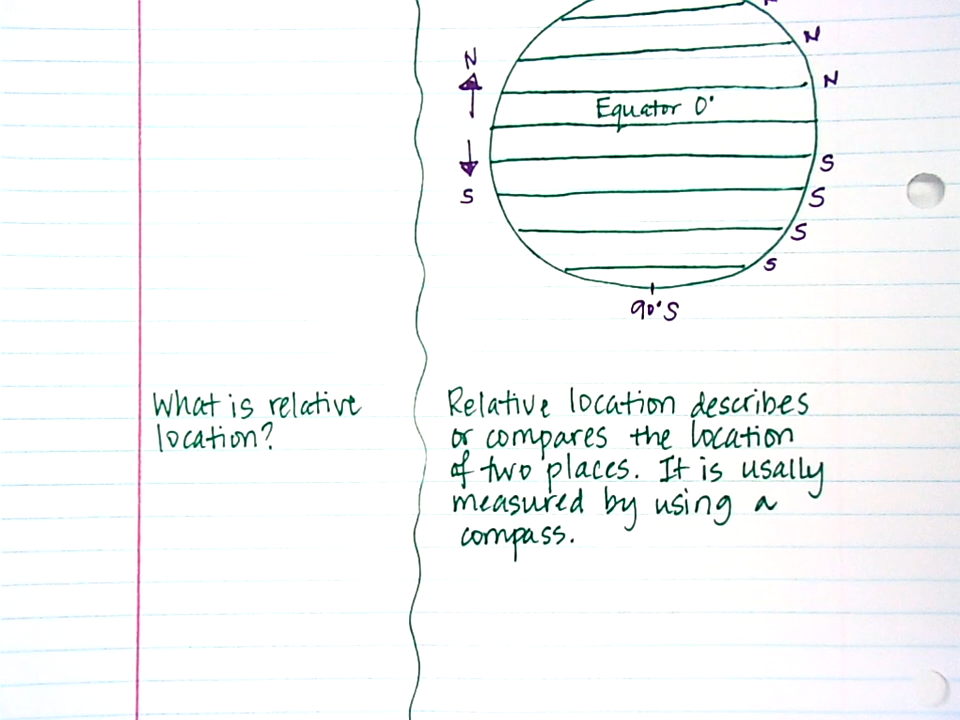 N
N
N
N
Equator 0°
S
S
S
S
S
90°S
What is relative
location?
Relative location describes
or compares the location
of two places. It is usally
measured by using a
compass.